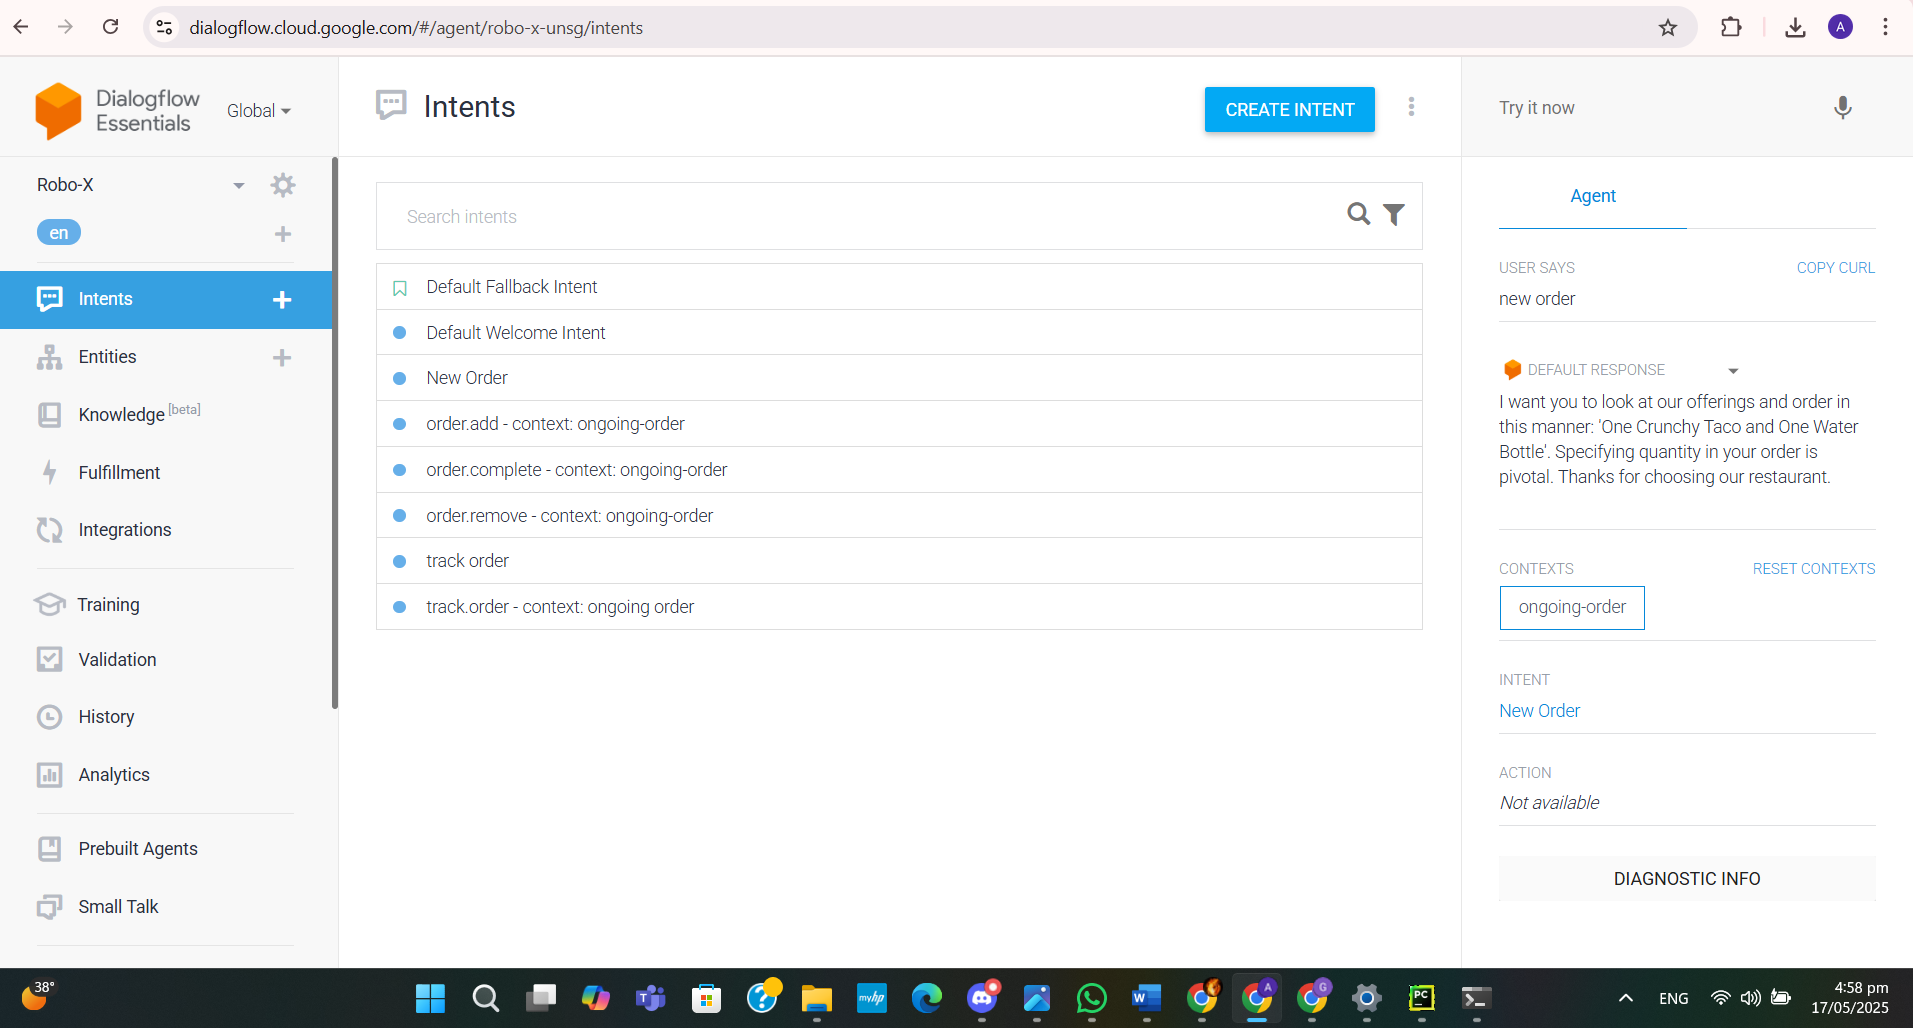 dialogflow.cloud.google.com/#/agent/robo-x-unsg/intents
A
Dialogflow
Essentials
Global
Intents
CREATE INTENT
Try it now
Robo-X
en
Intents
Entities
Knowledge [beta]
Fulfillment
Integrations
Training
Validation
History
Analytics
Prebuilt Agents
Small Talk
Search intents
Default Fallback Intent
Default Welcome Intent
New Order
order.add - context: ongoing-order
order.complete - context: ongoing-order
order.remove - context: ongoing-order
track order
track.order - context: ongoing order
Agent
USER SAYS
COPY CURL
new order
DEFAULT RESPONSE
I want you to look at our offerings and order in
this manner: 'One Crunchy Taco and One Water
Bottle'. Specifying quantity in your order is
pivotal. Thanks for choosing our restaurant.
CONTEXTS
RESET CONTEXTS
ongoing-order
INTENT
New Order
ACTION
Not available
DIAGNOSTIC INFO
38°
T
?
myhp
W
A
G
PC
ENG
4:58 pm
17/05/2025